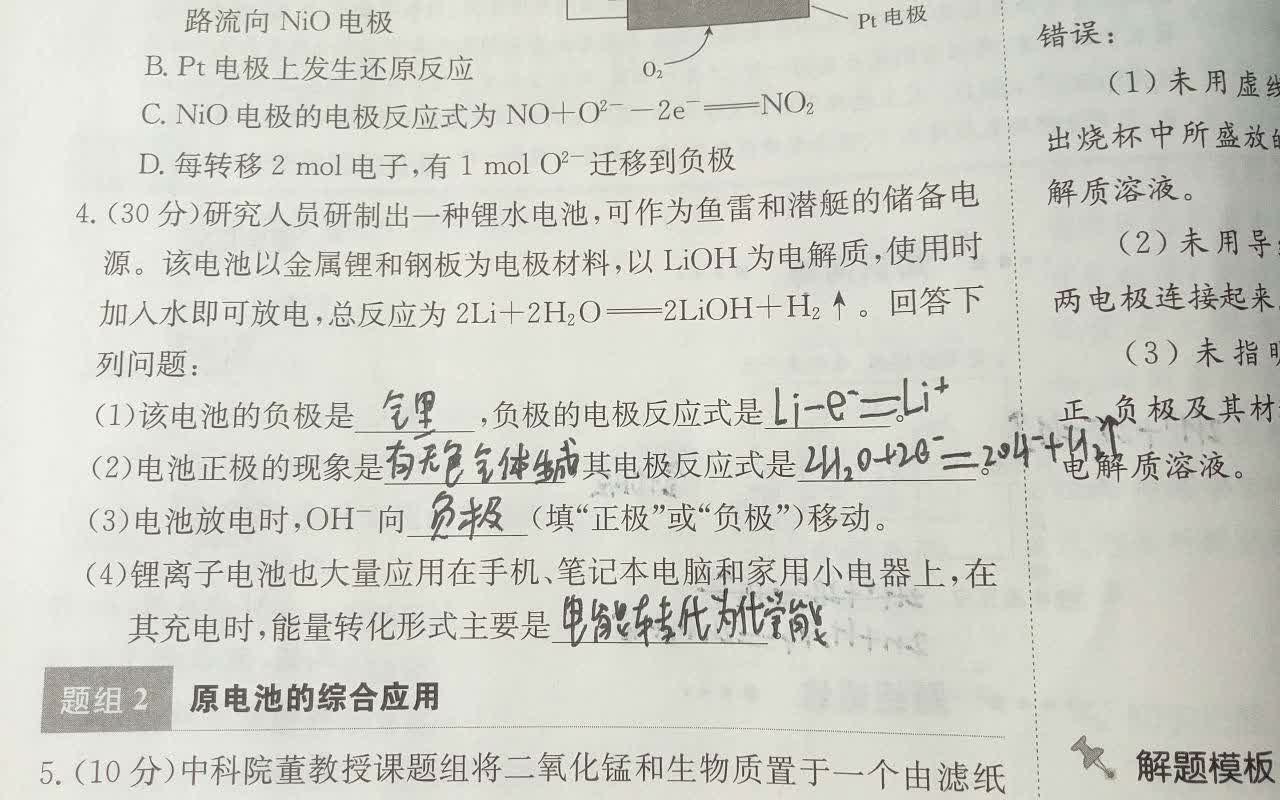 路流向 NiO 电极
Pt 电极
O₂
B. Pt 电极上发生还原反应
C. NiO 电极的电极反应式为 NO+O²⁻−2e⁻══NO₂
D. 每转移 2 mol 电子,有 1 mol O²⁻ 迁移到负极
4. (30 分)研究人员研制出一种锂水电池,可作为鱼雷和潜艇的储备电
源。该电池以金属锂和钢板为电极材料,以 LiOH 为电解质,使用时
加入水即可放电,总反应为 2Li+2H₂O══2LiOH+H₂↑。回答下
列问题:
(1)该电池的负极是 锂 ,负极的电极反应式是 Li−e⁻══Li⁺ 。
(2)电池正极的现象是 有无色气体生成 其电极反应式是 2H₂O+2e⁻══2OH⁻+H₂↑ 。
(3)电池放电时,OH⁻ 向 负极 (填“正极”或“负极”)移动。
(4)锂离子电池也大量应用在手机、笔记本电脑和家用小电器上,在
其充电时,能量转化形式主要是 电能转化为化学能
题组 2 原电池的综合应用
5. (10 分)中科院董教授课题组将二氧化锰和生物质置于一个由滤纸
错误:
(1)未用虚线
出烧杯中所盛放的
解质溶液。
(2)未用导
两电极连接起来
(3)未指明
正、负极及其材
电解质溶液。
解题模板